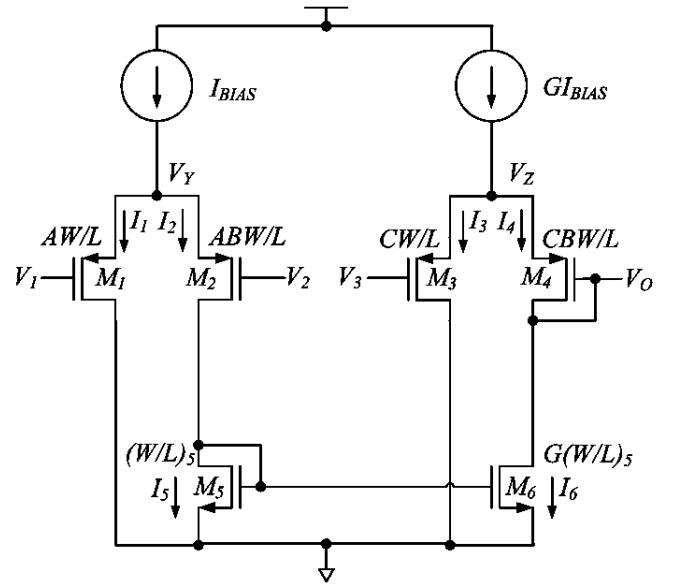 I_BIAS GI_BIAS
V_Y V_Z
AW/L I_1 I_2 ABW/L CW/L I_3 I_4 CBW/L
V_1 M_1 M_2 V_2 V_3 M_3 M_4 V_O
(W/L)_5 G(W/L)_5
I_5 M_5 M_6 I_6